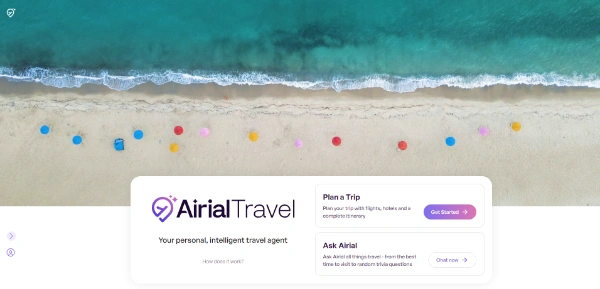 AirialTravel
Your personal, intelligent travel agent
How does it work?
Plan a Trip
Plan your trip with flights, hotels and a
complete itinerary
Get Started
Ask Airial
Ask Airial all things travel - from the best
time to visit to random trivia questions
Chat now